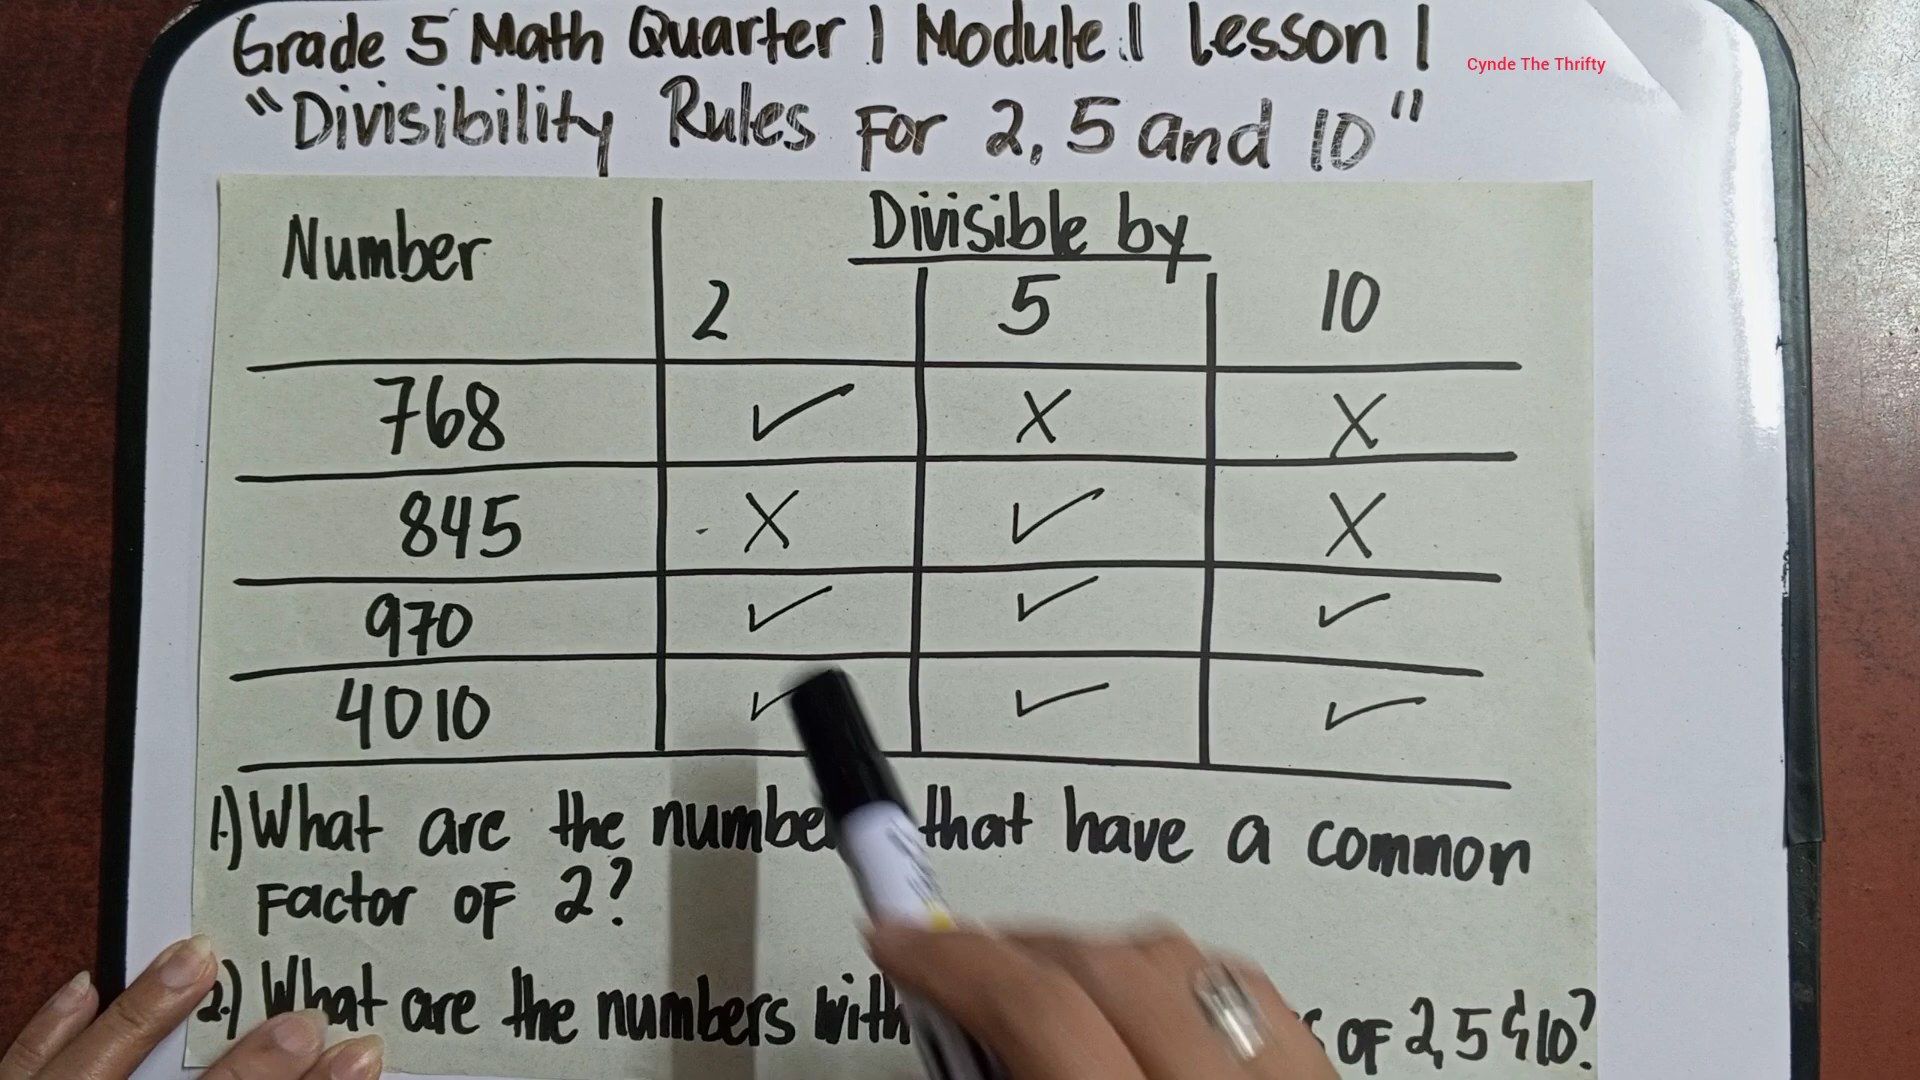 Grade 5 Math Quarter 1 Module 1 Lesson 1
Cynde The Thrifty
"Divisibility Rules For 2, 5 and 10"
Number Divisible by
2 5 10
768 ✓ X X
845 X ✓ X
970 ✓ ✓ ✓
4010 ✓ ✓ ✓
1.) What are the that have a common
Factor OF 2?
2.) What are the numbers with OF 2, 5 & 10?